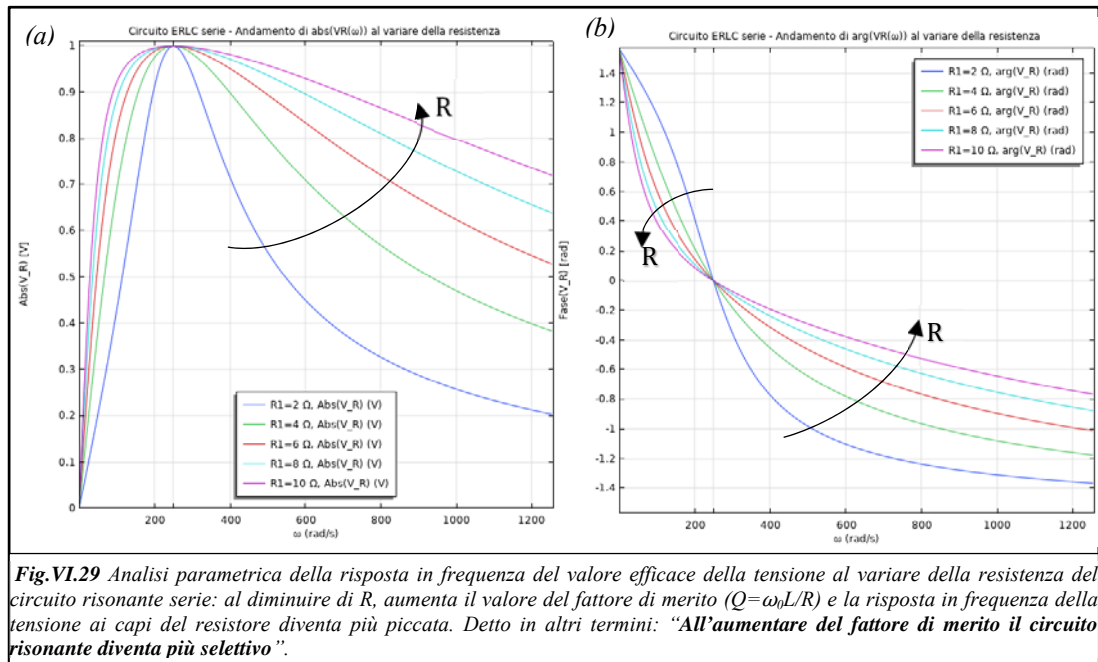 (a)
Circuito ERLC serie - Andamento di abs(VR(ω)) al variare della resistenza
1
0.9
0.8
0.7
0.6
0.5
0.4
0.3
0.2
0.1
0
Abs(V_R) [V]
R
R1=2 Ω, Abs(V_R) (V)
R1=4 Ω, Abs(V_R) (V)
R1=6 Ω, Abs(V_R) (V)
R1=8 Ω, Abs(V_R) (V)
R1=10 Ω, Abs(V_R) (V)
200 400 600 800 1000 1200
ω (rad/s)
(b)
Circuito ERLC serie - Andamento di arg(VR(ω)) al variare della resistenza
1.4
1.2
1
0.8
0.6
0.4
0.2
0
-0.2
-0.4
-0.6
-0.8
-1
-1.2
-1.4
Fase(V_R) [rad]
R1=2 Ω, arg(V_R) (rad)
R1=4 Ω, arg(V_R) (rad)
R1=6 Ω, arg(V_R) (rad)
R1=8 Ω, arg(V_R) (rad)
R1=10 Ω, arg(V_R) (rad)
R
R
200 400 600 800 1000 1200
ω (rad/s)
Fig.VI.29 Analisi parametrica della risposta in frequenza del valore efficace della tensione al variare della resistenza del
circuito risonante serie: al diminuire di R, aumenta il valore del fattore di merito (Q=ω₀L/R) e la risposta in frequenza della
tensione ai capi del resistore diventa più piccata. Detto in altri termini: “All’aumentare del fattore di merito il circuito
risonante diventa più selettivo”.